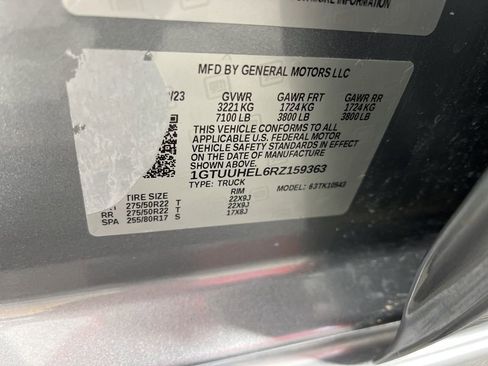 VEHICLE INFORMATION
MFD BY GENERAL MOTORS LLC
/23 GVWR GAWR FRT GAWR RR
3221 KG 1724 KG 1724 KG
7100 LB 3800 LB 3800 LB
THIS VEHICLE CONFORMS TO ALL
APPLICABLE U.S. FEDERAL MOTOR
VEHICLE SAFETY STANDARDS IN
EFFECT ON THE DATE OF
MANUFACTURE SHOWN ABOVE.
1GTUUHEL6RZ159363
TYPE: TRUCK MODEL:
TIRE SIZE RIM
275/50R22 T 22X9J
RR 275/50R22 T 22X9J
SPA 255/80R17 S 17X8J